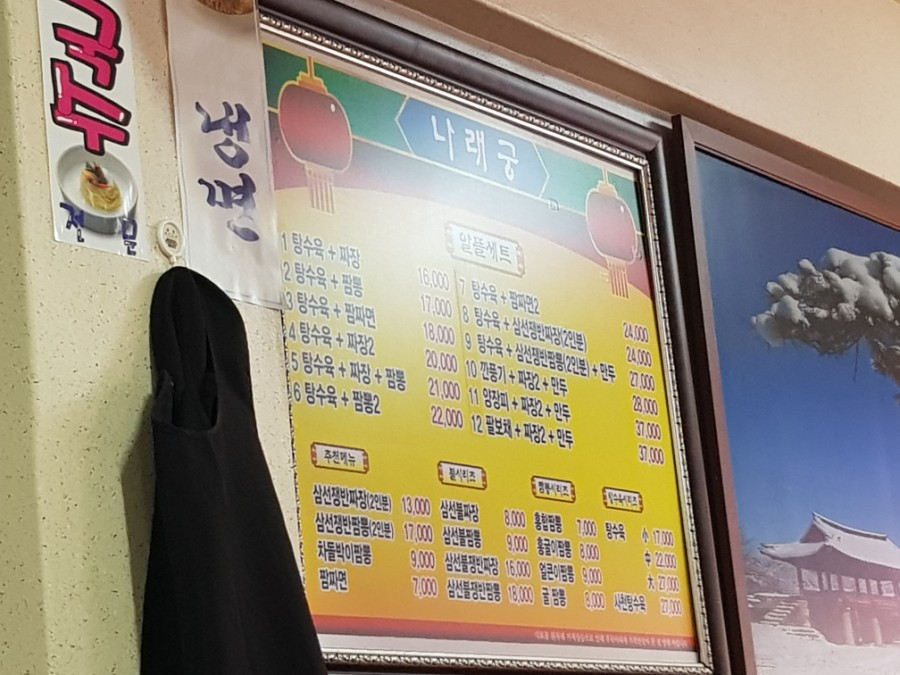 전문
냉면
나래궁
알뜰세트
1 탕수육 + 짜장 16,000
2 탕수육 + 짬뽕 17,000
3 탕수육 + 짬짜면 18,000
4 탕수육 + 짜장2 20,000
5 탕수육 + 짜장 + 짬뽕 21,000
6 탕수육 + 짬뽕2 22,000
7 탕수육 + 짬짜면2 24,000
8 탕수육 + 삼선쟁반짜장(2인분) 24,000
9 탕수육 + 삼선쟁반짬뽕(2인분) + 만두 27,000
10 깐풍기 + 짜장2 + 만두 28,000
11 양장피 + 짜장2 + 만두 37,000
12 팔보채 + 짜장2 + 만두 37,000
추천메뉴
삼선쟁반짜장(2인분) 13,000
삼선쟁반짬뽕(2인분) 17,000
차돌박이짬뽕 9,000
짬짜면 7,000
불시리즈
삼선불짜장 8,000
삼선불짬뽕 9,000
삼선불쟁반짜장 16,000
삼선불쟁반짬뽕 18,000
짬뽕시리즈
홍합짬뽕 7,000
홍굴이짬뽕 8,000
얼큰이짬뽕 9,000
굴 짬뽕 8,000
탕수육시리즈
탕수육 小 17,000
中 22,000
大 27,000
사천탕수육 27,000